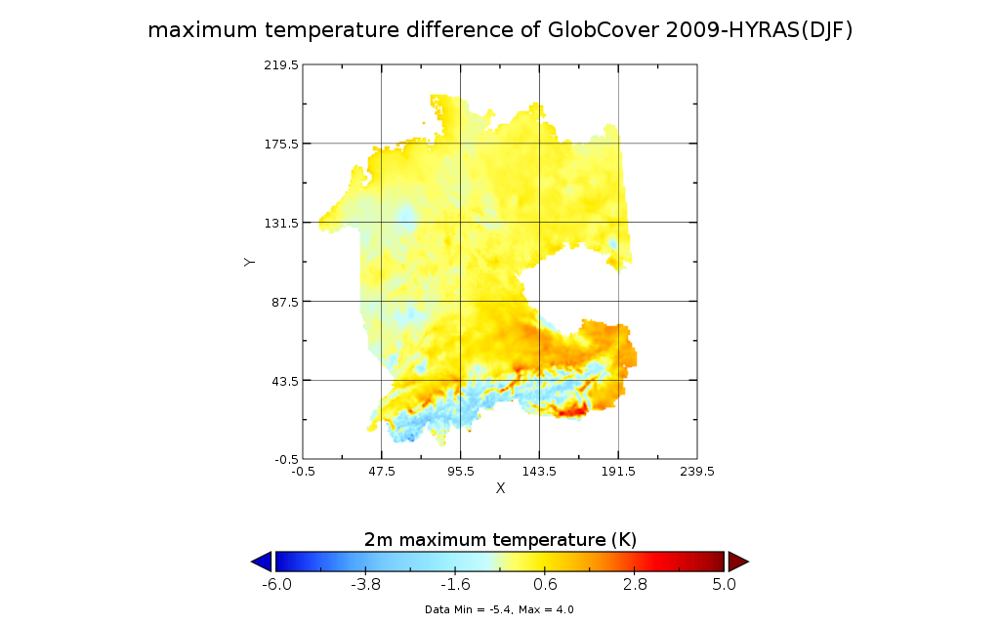 maximum temperature difference of GlobCover 2009-HYRAS(DJF)
219.5
175.5
131.5
Y
87.5
43.5
-0.5
-0.5 47.5 95.5 143.5 191.5 239.5
X
2m maximum temperature (K)
-6.0 -3.8 -1.6 0.6 2.8 5.0
Data Min = -5.4, Max = 4.0